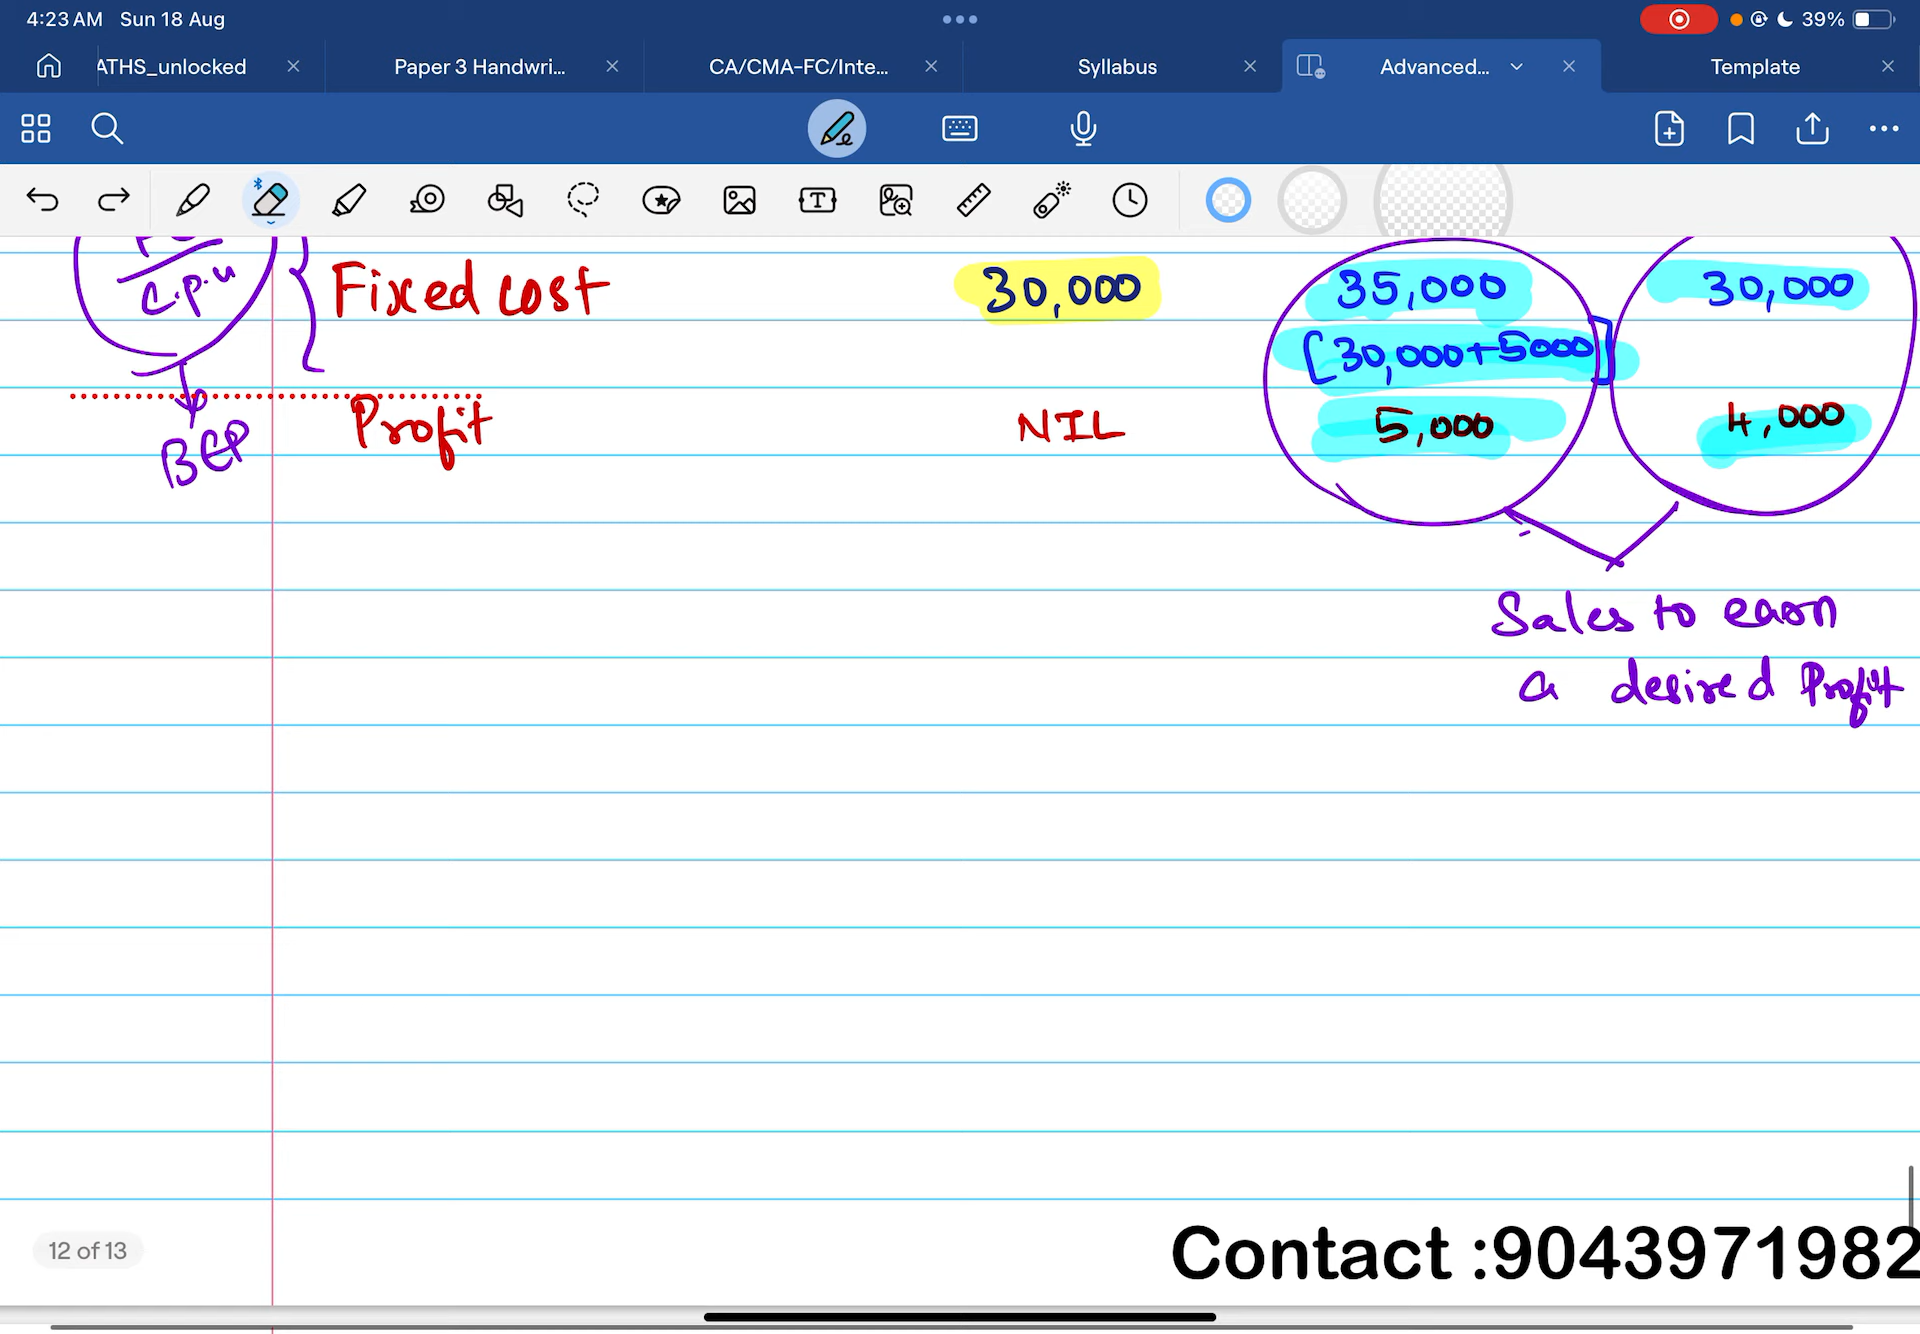 4:23 AM Sun 18 Aug
39%
ATHS_unlocked
Paper 3 Handwri...
CA/CMA-FC/Inte...
Syllabus
Advanced...
Template
C.p.u
Fixed cost 30,000 35,000 30,000
[30,000+5000]
Profit NIL 5,000 4,000
BEP
Sales to earn
a desired Profit
12 of 13
Contact :9043971982